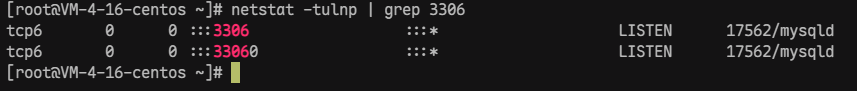 [root@VM-4-16-centos ~]# netstat -tulnp | grep 3306
tcp6       0      0 :::3306                 :::*                    LISTEN      17562/mysqld
tcp6       0      0 :::33060                :::*                    LISTEN      17562/mysqld
[root@VM-4-16-centos ~]#